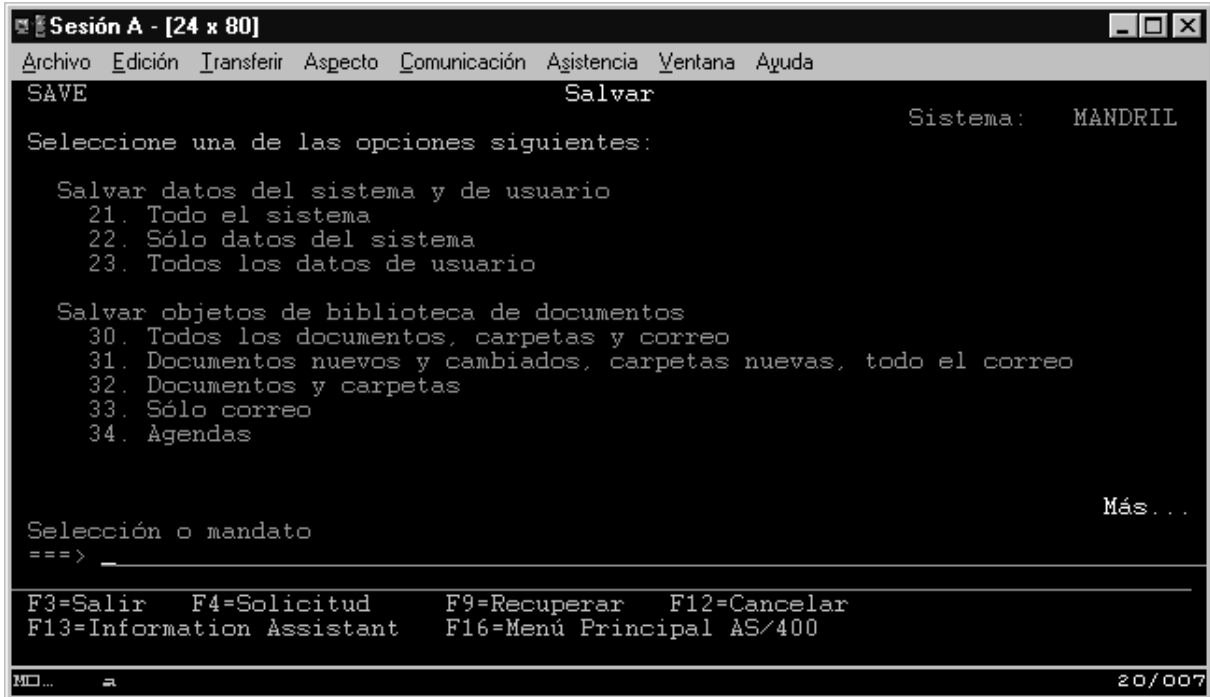 Sesión A - [24 x 80]
Archivo Edición Transferir Aspecto Comunicación Asistencia Ventana Ayuda
SAVE Salvar
Sistema: MANDRIL
Seleccione una de las opciones siguientes:
Salvar datos del sistema y de usuario
21. Todo el sistema
22. Sólo datos del sistema
23. Todos los datos de usuario
Salvar objetos de biblioteca de documentos
30. Todos los documentos, carpetas y correo
31. Documentos nuevos y cambiados, carpetas nuevas, todo el correo
32. Documentos y carpetas
33. Sólo correo
34. Agendas
Más...
Selección o mandato
===> _
F3=Salir F4=Solicitud F9=Recuperar F12=Cancelar
F13=Information Assistant F16=Menú Principal AS/400
a 20/007